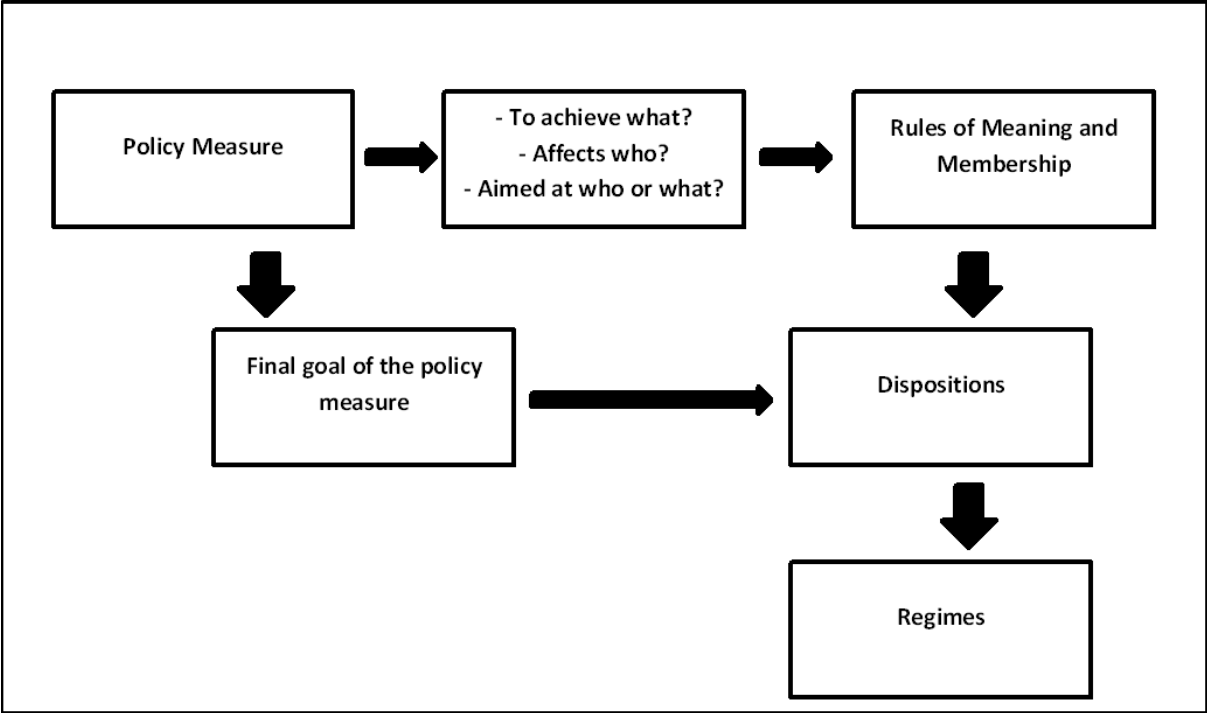 Policy Measure
- To achieve what?
- Affects who?
- Aimed at who or what?
Rules of Meaning and
Membership
Final goal of the policy
measure
Dispositions
Regimes